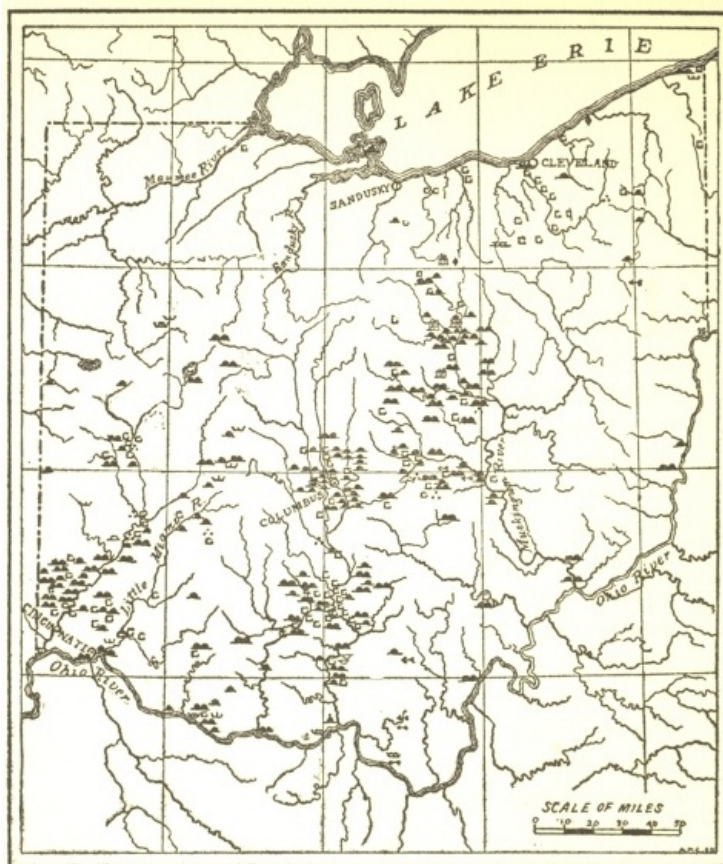 LAKE ERIE
Maumee River
CLEVELAND
SANDUSKY
Sandusky R.
COLUMBUS
Muskingum River
Little Miami R.
CINCINNATI
Ohio River
Ohio River
SCALE OF MILES
0 10 20 30 40 50